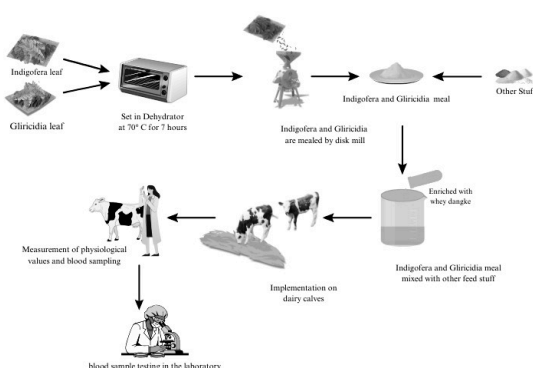 Indigofera leaf
Gliricidia leaf
Set in Dehydrator
at 70° C for 7 hours
Indigofera and Gliricidia
are mealed by disk mill
Indigofera and Gliricidia meal
Other Stuf
Enriched with
whey dangke
Indigofera and Gliricidia meal
mixed with other feed stuff
Implementation on
dairy calves
Measurement of physiological
values and blood sampling
blood sample testing in the laboratory